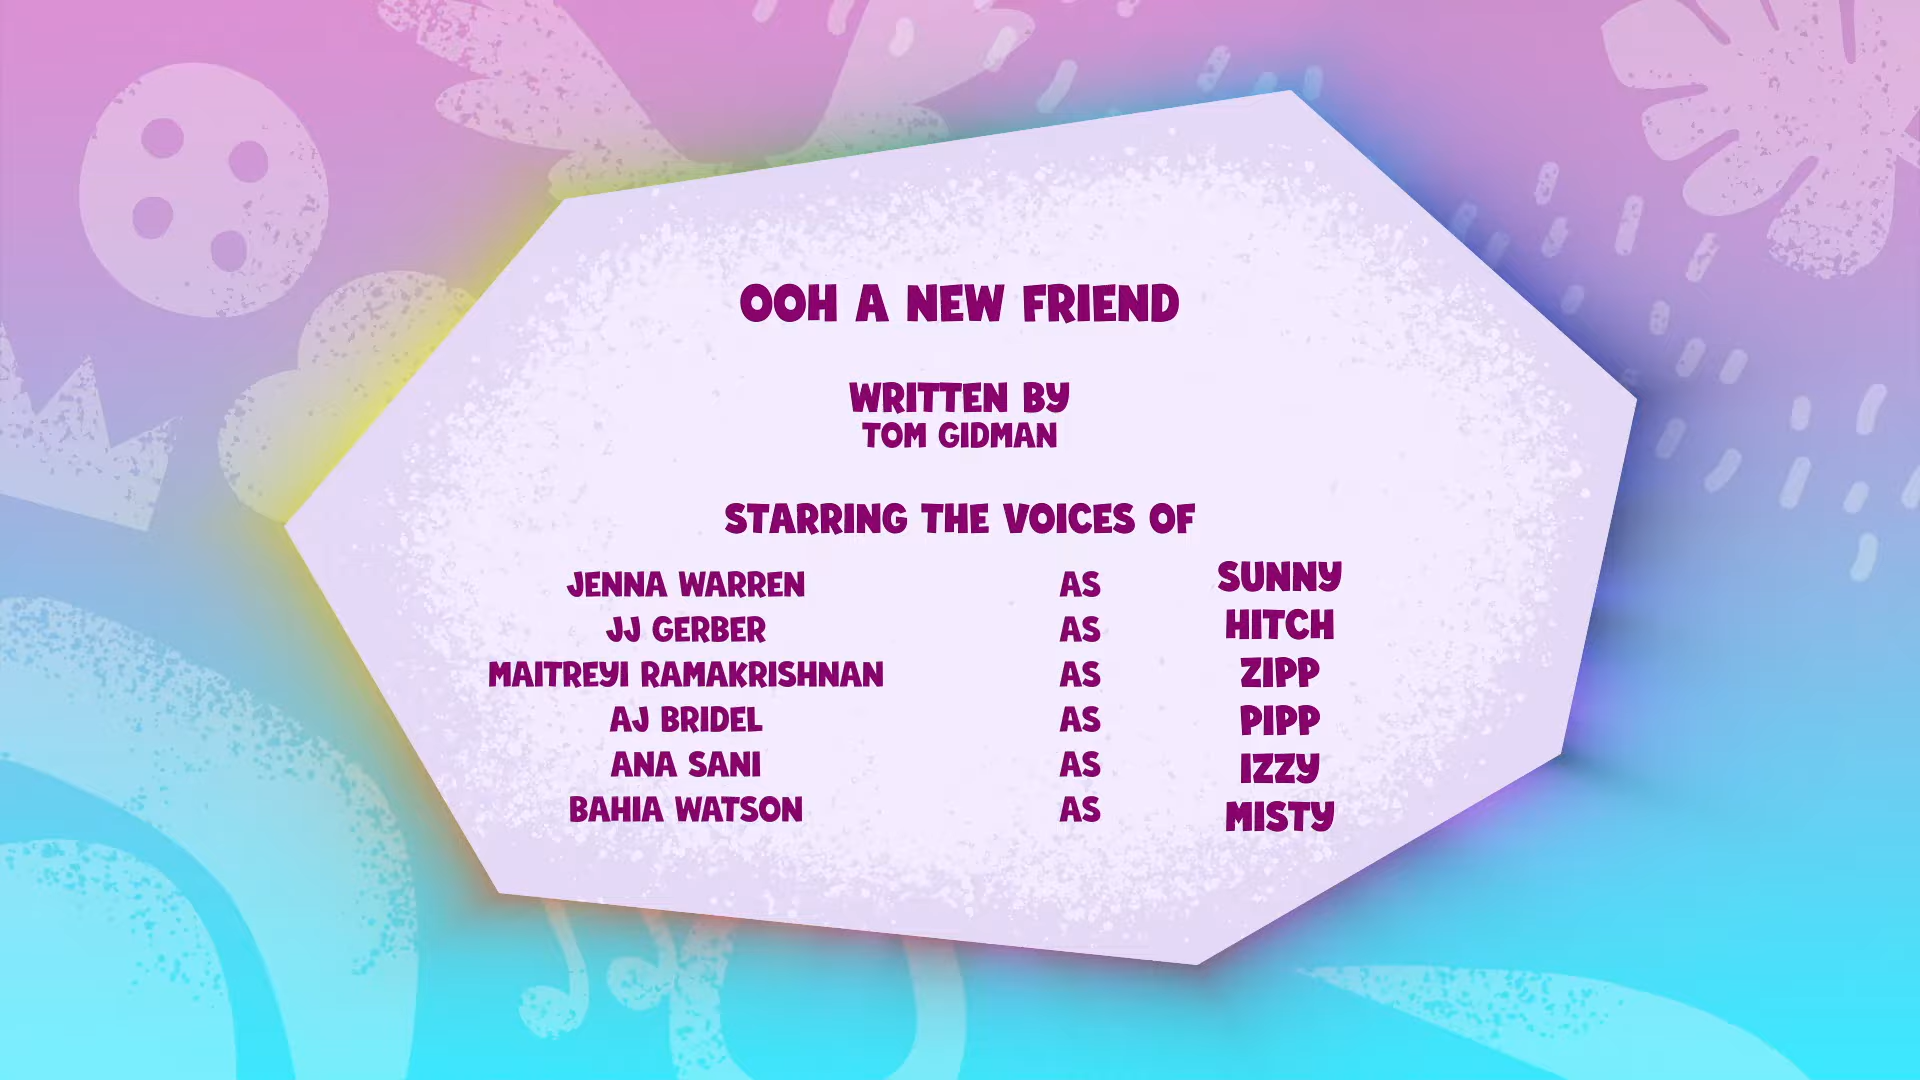 OOH A NEW FRIEND
WRITTEN BY
TOM GIDMAN
STARRING THE VOICES OF
JENNA WARREN AS SUNNY
JJ GERBER AS HITCH
MAITREYI RAMAKRISHNAN AS ZIPP
AJ BRIDEL AS PIPP
ANA SANI AS IZZY
BAHIA WATSON AS MISTY